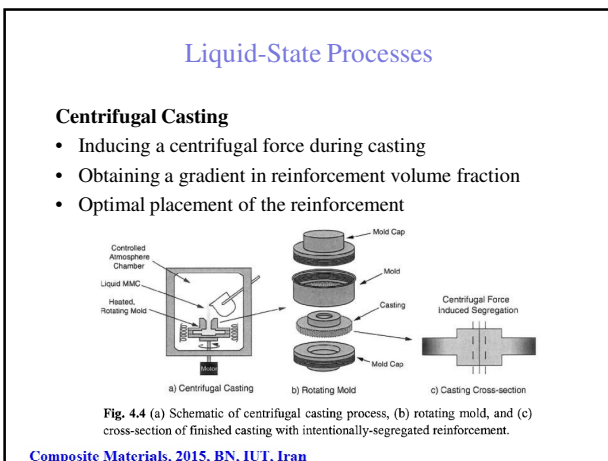 Liquid-State Processes
Centrifugal Casting
• Inducing a centrifugal force during casting
• Obtaining a gradient in reinforcement volume fraction
• Optimal placement of the reinforcement
Controlled
Atmosphere
Chamber
Liquid MMC
Heated,
Rotating Mold
Motor
a) Centrifugal Casting
Mold Cap
Mold
Casting
Mold Cap
b) Rotating Mold
Centrifugal Force
Induced Segregation
c) Casting Cross-section
Fig. 4.4 (a) Schematic of centrifugal casting process, (b) rotating mold, and (c)
cross-section of finished casting with intentionally-segregated reinforcement.
Composite Materials, 2015, BN, IUT, Iran